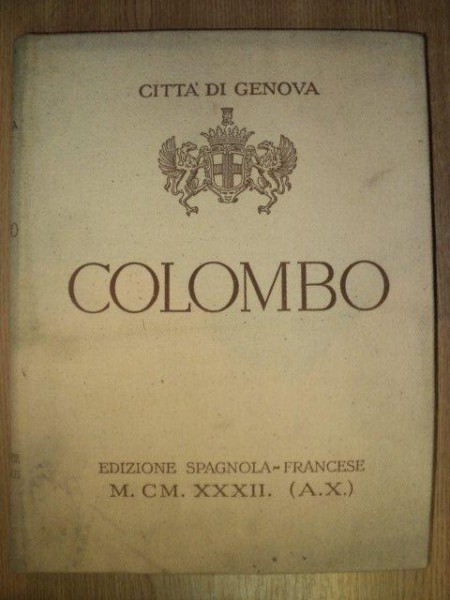 CITTA' DI GENOVA
COLOMBO
EDIZIONE SPAGNOLA-FRANCESE
M. CM. XXXII. (A.X.)